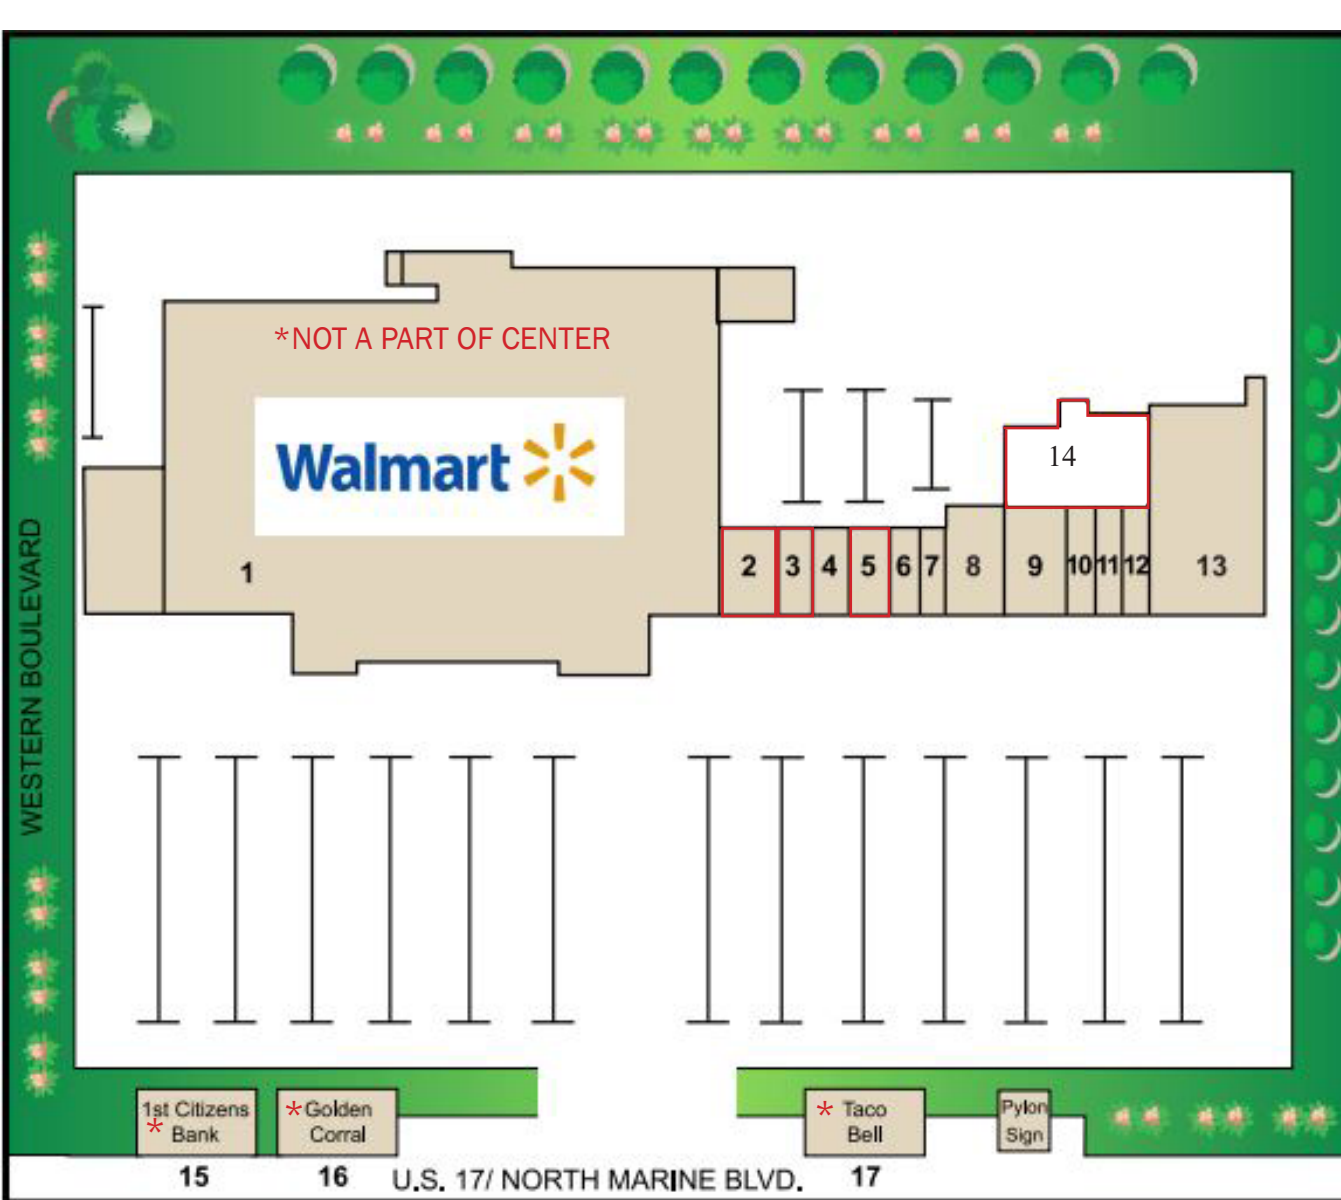 *NOT A PART OF CENTER
Walmart
14
1
2 3 4 5 6 7 8 9 10 11 12 13
WESTERN BOULEVARD
1st Citizens
* Bank
*Golden
Corral
* Taco
Bell
Pylon
Sign
15 16 U.S. 17/ NORTH MARINE BLVD. 17